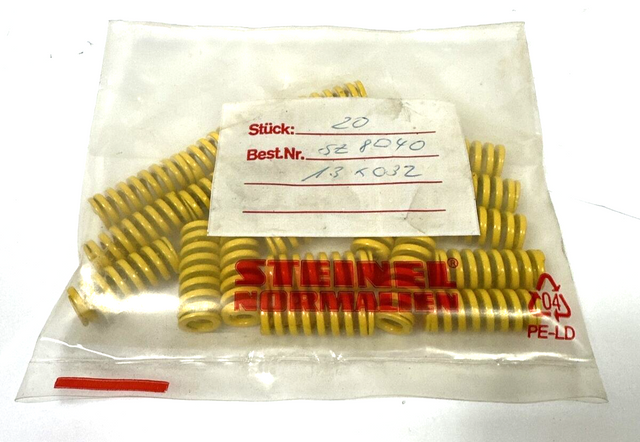 Stück: 20
Best.Nr. SZ 8040
13 x 032
STEINEL®
NORMALIEN
04
PE-LD